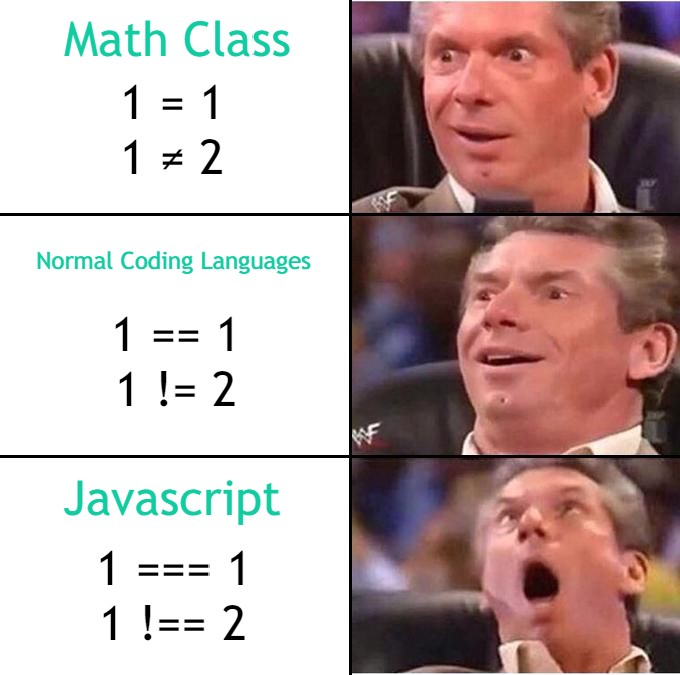 Math Class
1 = 1
1 ≠ 2
Normal Coding Languages
1 == 1
1 != 2
Javascript
1 === 1
1 !== 2